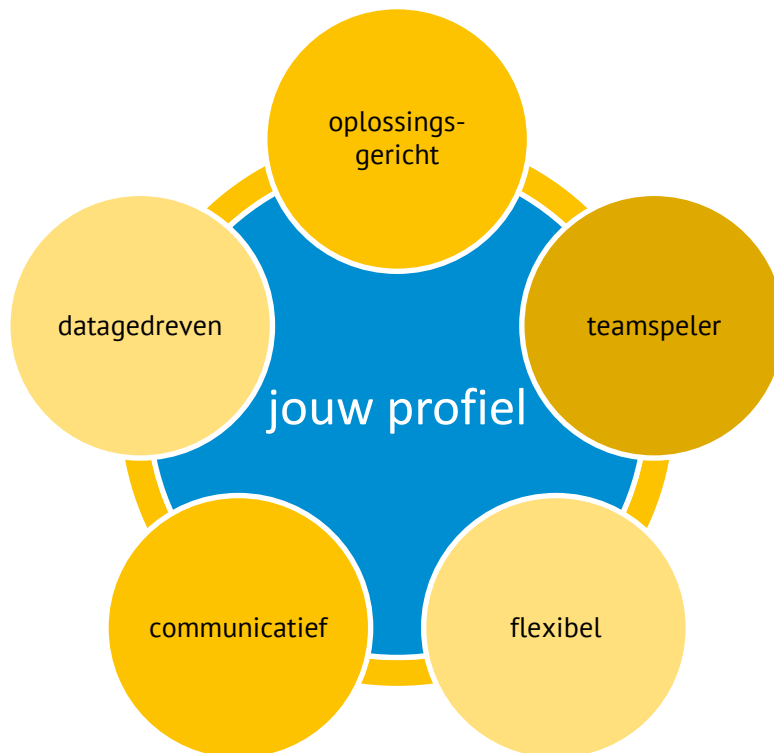 oplossings-
gericht
datagedreven
teamspeler
jouw profiel
communicatief
flexibel